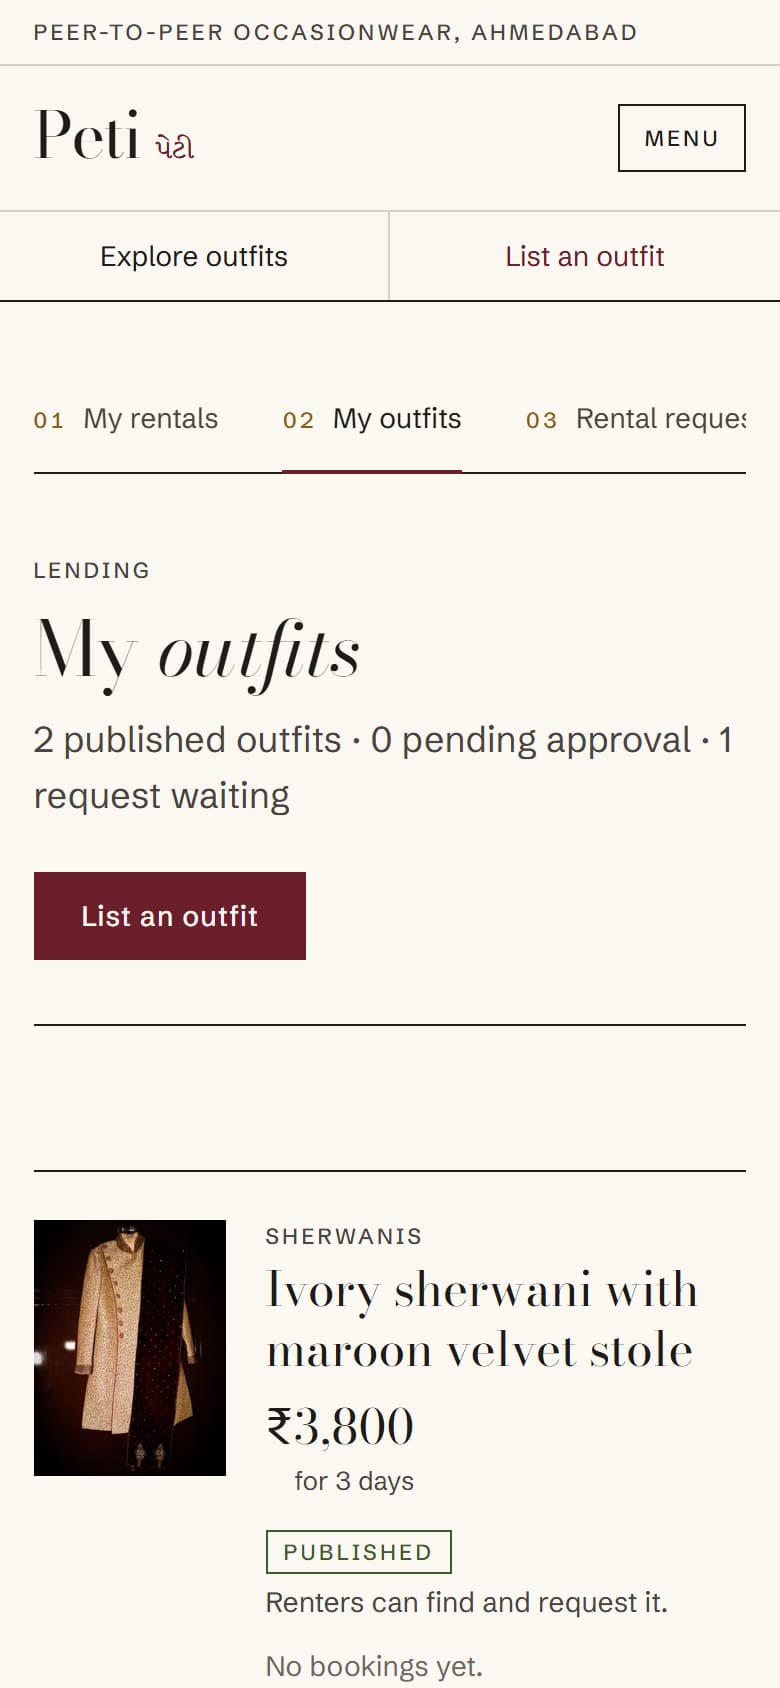 PEER-TO-PEER OCCASIONWEAR, AHMEDABAD
Peti પેટી
MENU
Explore outfits
List an outfit
01 My rentals
02 My outfits
03 Rental
LENDING
My outfits
2 published outfits · 0 pending approval · 1
request waiting
List an outfit
SHERWANIS
Ivory sherwani with
maroon velvet stole
₹3,800
for 3 days
PUBLISHED
Renters can find and request it.
No bookings yet.